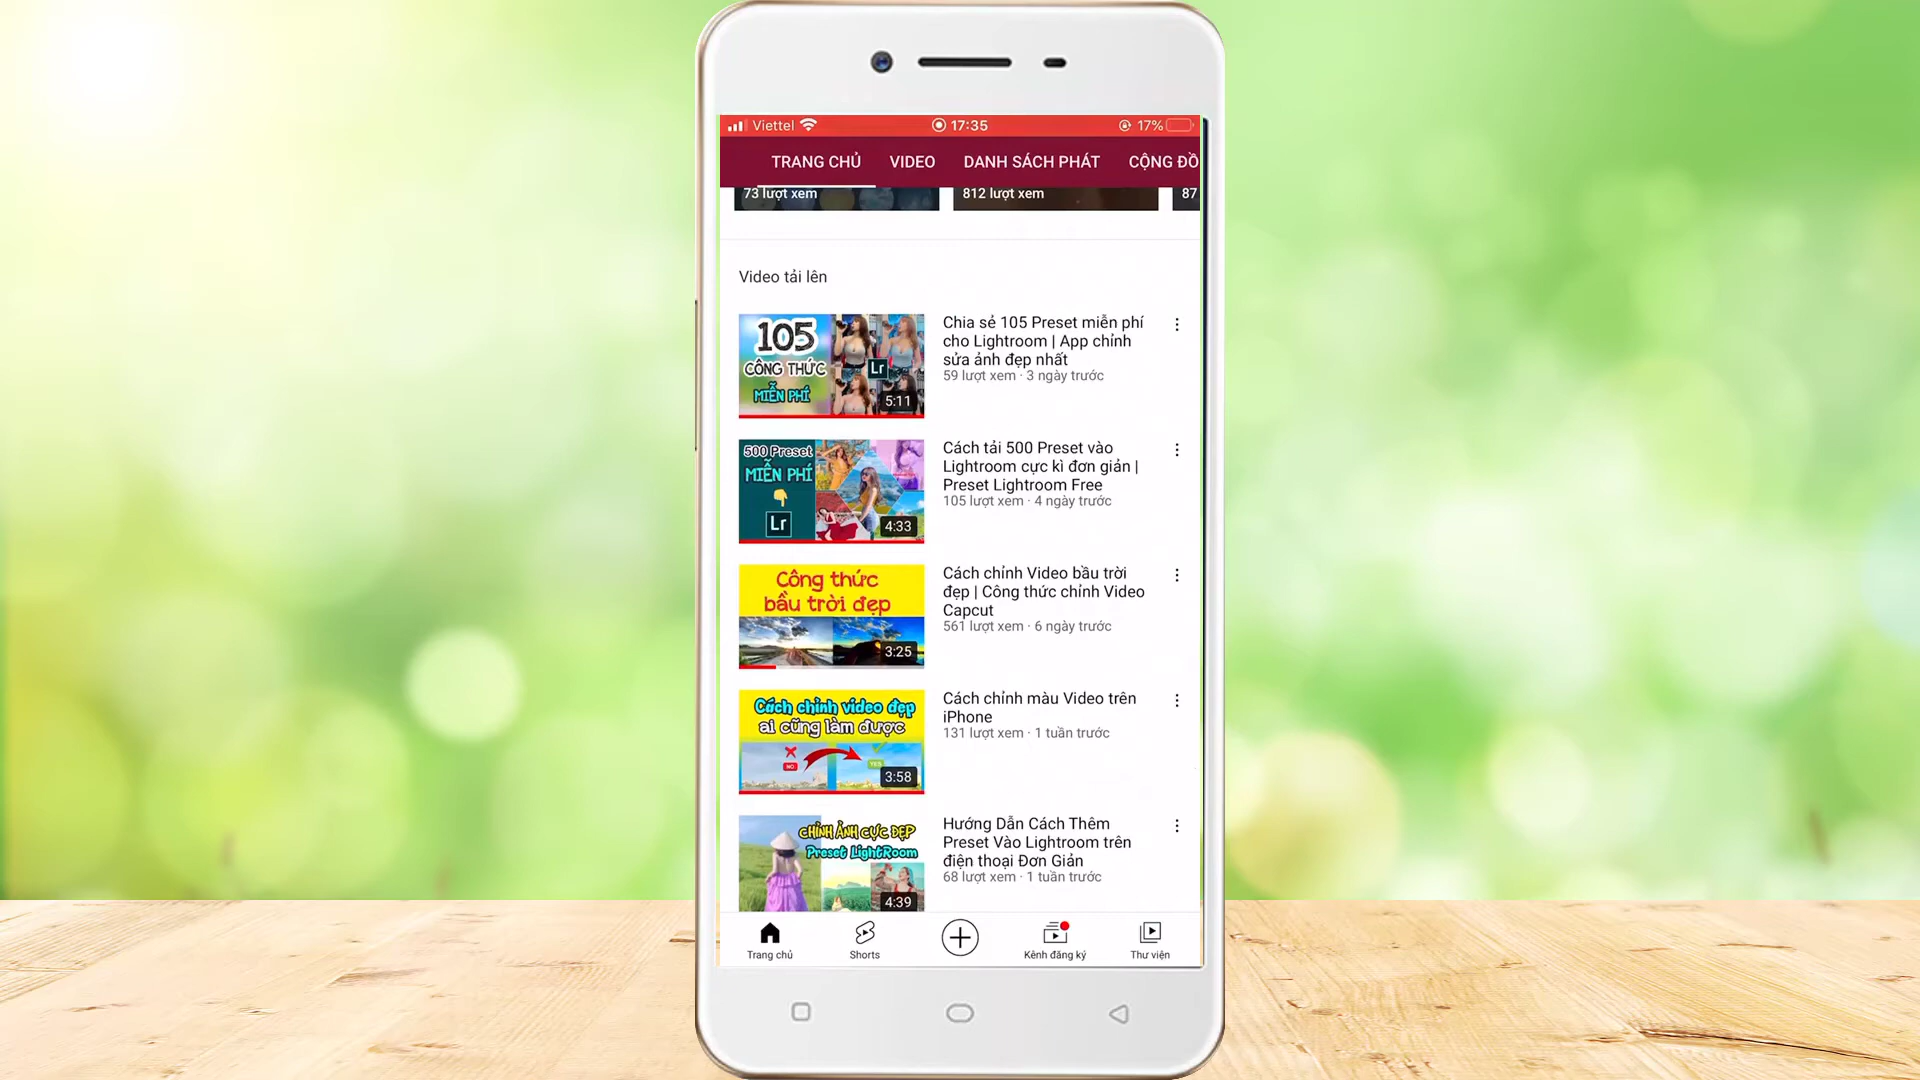 Viettel 17:35 17%
TRANG CHỦ VIDEO DANH SÁCH PHÁT CỘNG ĐỒ
73 lượt xem 812 lượt xem 87
Video tải lên
105
CÔNG THỨC
MIỄN PHÍ
Lr
5:11
Chia sẻ 105 Preset miễn phí
cho Lightroom | App chỉnh
sửa ảnh đẹp nhất
59 lượt xem · 3 ngày trước
500 Preset
MIỄN PHÍ
Lr
4:33
Cách tải 500 Preset vào
Lightroom cực kì đơn giản |
Preset Lightroom Free
105 lượt xem · 4 ngày trước
Công thức
bầu trời đẹp
3:25
Cách chỉnh Video bầu trời
đẹp | Công thức chỉnh Video
Capcut
561 lượt xem · 6 ngày trước
Cách chỉnh video đẹp
ai cũng làm được
NO
YES
3:58
Cách chỉnh màu Video trên
iPhone
131 lượt xem · 1 tuần trước
CHỈNH ẢNH CỰC ĐẸP
Preset LightRoom
4:39
Hướng Dẫn Cách Thêm
Preset Vào Lightroom trên
điện thoại Đơn Giản
68 lượt xem · 1 tuần trước
Trang chủ Shorts Kênh đăng ký Thư viện